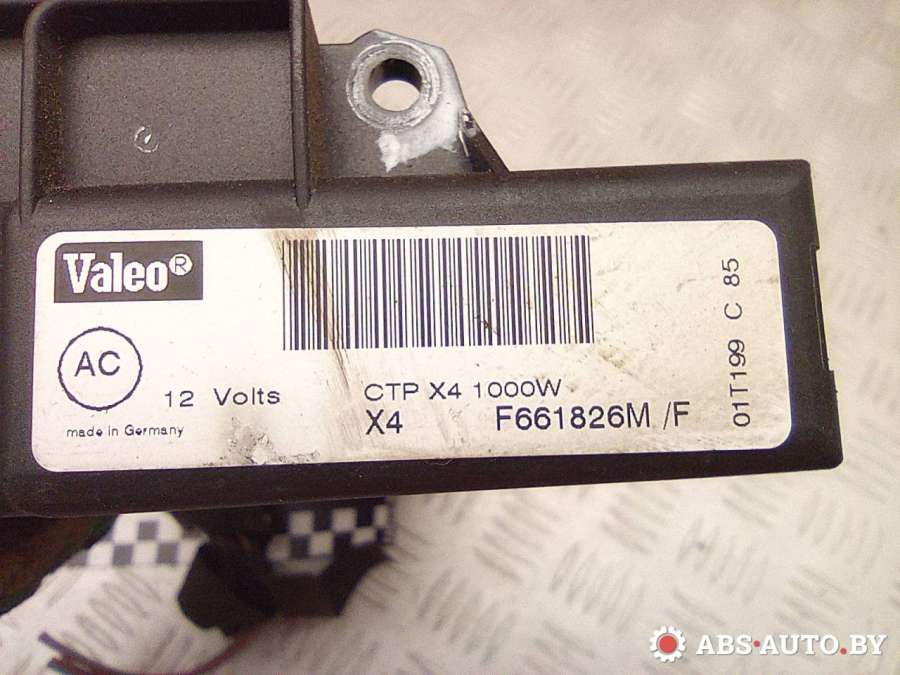 Valeo®
AC
12 Volts
made in Germany
CTP X4 1000W
X4 F661826M /F
01T199 C 85
ABS-AUTO.BY